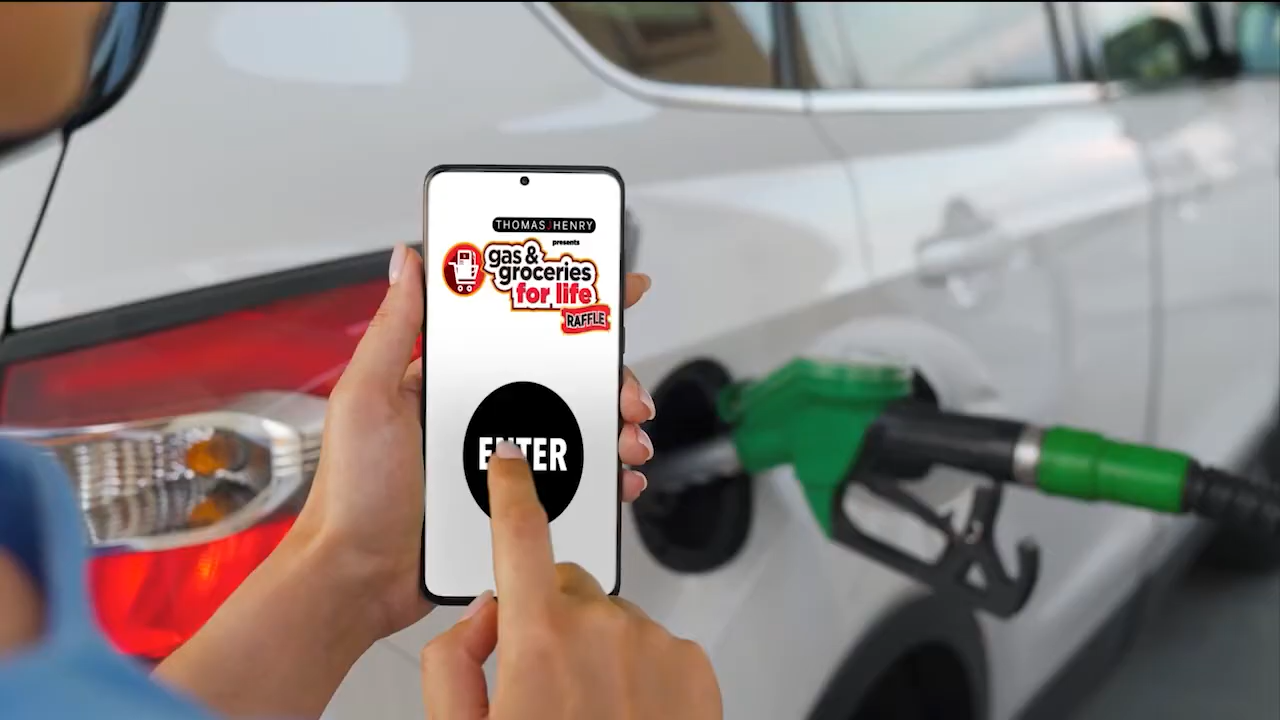 THOMAS J HENRY
presents
gas &
groceries
for life
RAFFLE
ENTER